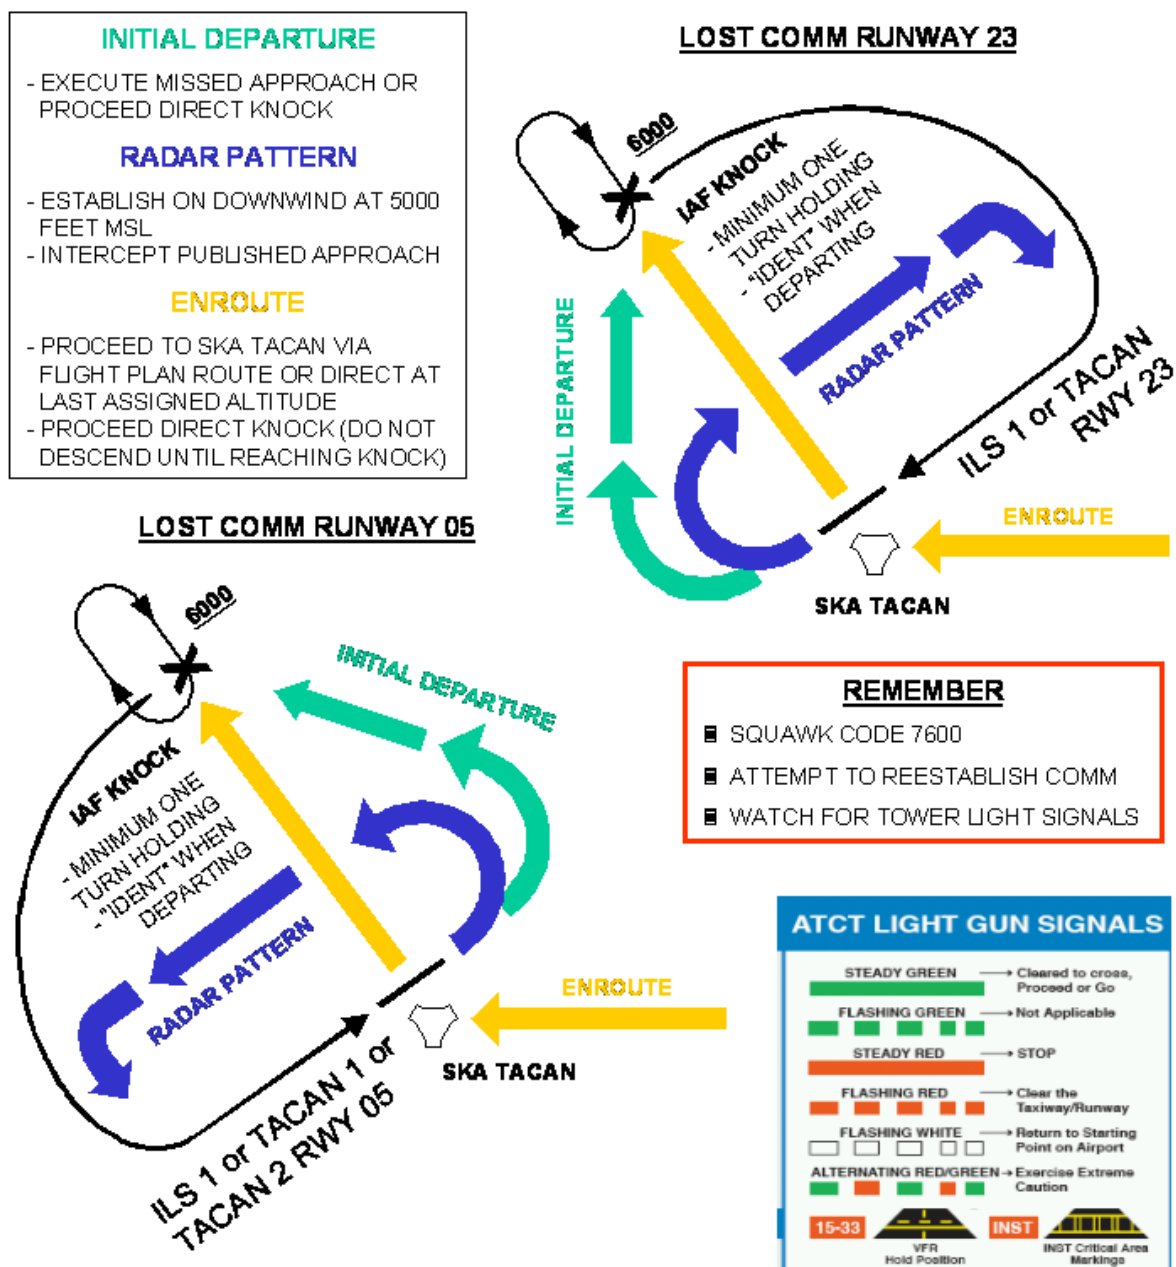 INITIAL DEPARTURE
- EXECUTE MISSED APPROACH OR
PROCEED DIRECT KNOCK
RADAR PATTERN
- ESTABLISH ON DOWNWIND AT 5000
FEET MSL
- INTERCEPT PUBLISHED APPROACH
ENROUTE
- PROCEED TO SKA TACAN VIA
FLIGHT PLAN ROUTE OR DIRECT AT
LAST ASSIGNED ALTITUDE
- PROCEED DIRECT KNOCK (DO NOT
DESCEND UNTIL REACHING KNOCK)
LOST COMM RUNWAY 23
6000
IAF KNOCK
- MINIMUM ONE
TURN HOLDING
- "IDENT" WHEN
DEPARTING
RADAR PATTERN
INITIAL DEPARTURE
ILS 1 or TACAN
RWY 23
ENROUTE
SKA TACAN
LOST COMM RUNWAY 05
6000
INITIAL DEPARTURE
IAF KNOCK
- MINIMUM ONE
TURN HOLDING
- "IDENT" WHEN
DEPARTING
RADAR PATTERN
ENROUTE
SKA TACAN
ILS 1 or TACAN 1 or
TACAN 2 RWY 05
REMEMBER
SQUAWK CODE 7600
ATTEMPT TO REESTABLISH COMM
WATCH FOR TOWER LIGHT SIGNALS
ATCT LIGHT GUN SIGNALS
STEADY GREEN → Cleared to cross,
Proceed or Go
FLASHING GREEN → Not Applicable
STEADY RED → STOP
FLASHING RED → Clear the
Taxiway/Runway
FLASHING WHITE → Return to Starting
Point on Airport
ALTERNATING RED/GREEN → Exercise Extreme
Caution
15-33
VFR
Hold Position
INST
INST Critical Area
Markings